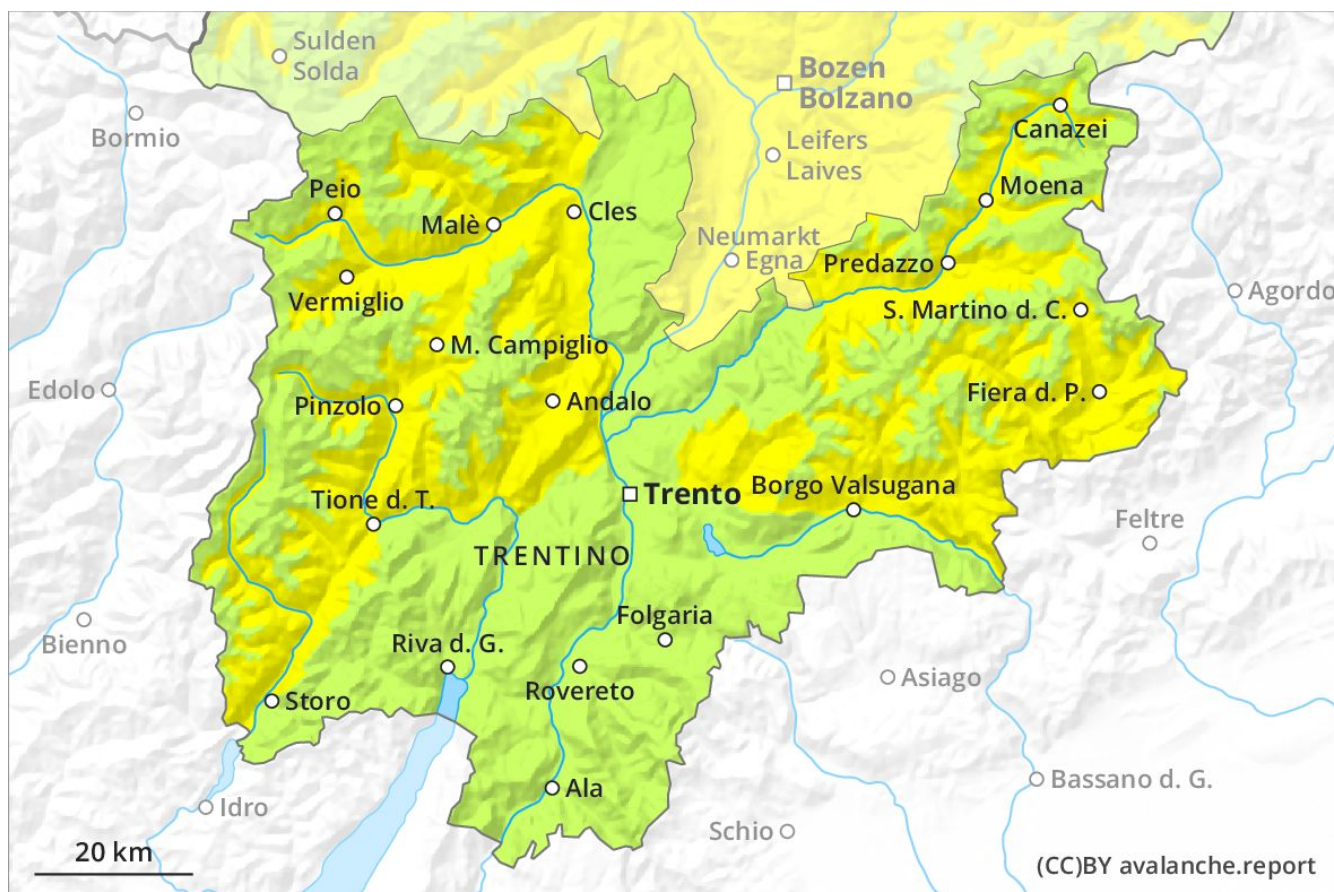 Sulden
Solda
Bozen
Bolzano
Bormio
Canazei
Leifers
Laives
Peio
Moena
Malè
Cles
Neumarkt
Egna
Predazzo
Vermiglio
Agordo
S. Martino d. C.
M. Campiglio
Edolo
Fiera d. P.
Pinzolo
Andalo
Trento
Borgo Valsugana
Tione d. T.
Feltre
TRENTINO
Bienno
Folgaria
Riva d. G.
Asiago
Rovereto
Storo
Bassano d. G.
Ala
Idro
Schio
20 km
(CC)BY avalanche.report